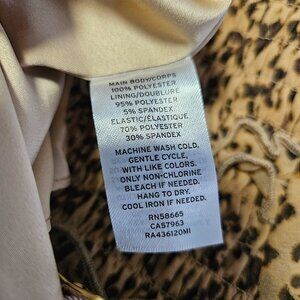 MAIN BODY/CORPS
100% POLYESTER
LINING/DOUBLURE
95% POLYESTER
5% SPANDEX
ELASTIC/ÉLASTIC
70% POLYESTER
30% SPANDEX
MACHINE WASH COLD,
GENTLE CYCLE,
WITH LIKE COLORS.
ONLY NON-CHLORINE
BLEACH IF NEEDED.
HANG TO DRY.
COOL IRON IF NEEDED.
RN58665
CA57963
RA436120MI